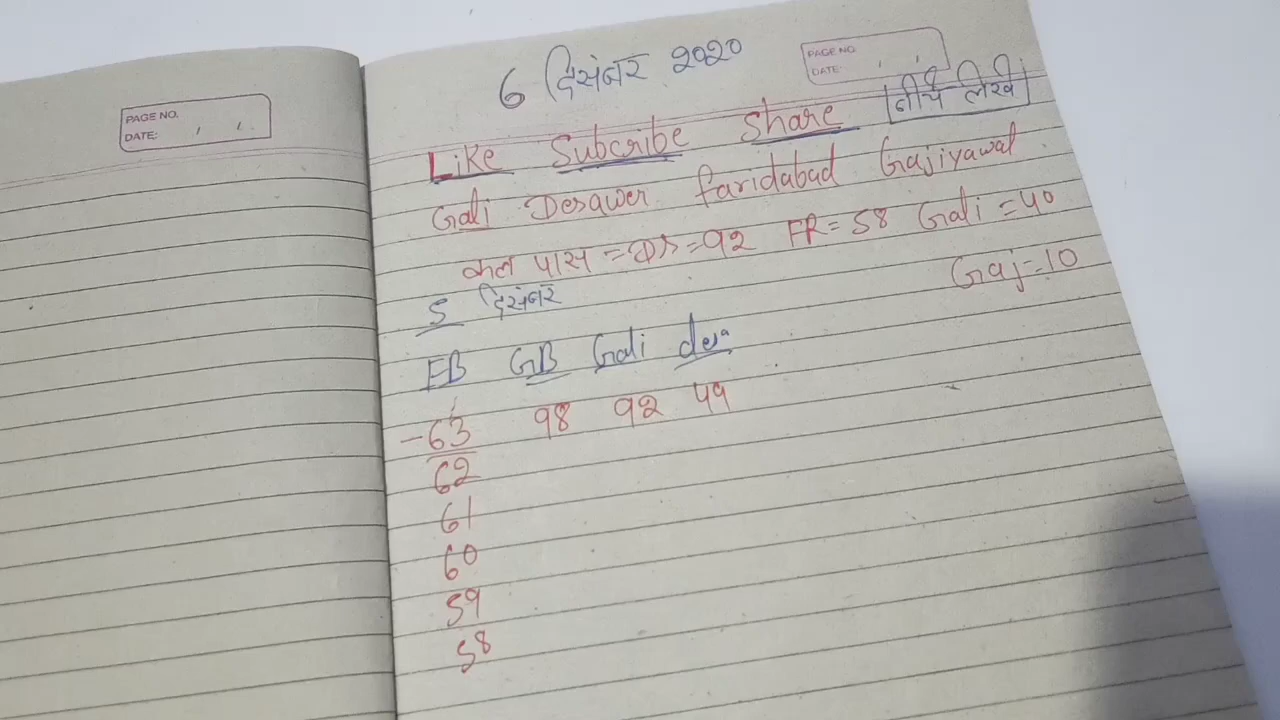 PAGE NO.
DATE:
6 दिसंबर 2020
PAGE NO.
DATE:
Like Subcribe Share नीचे लिखे
Gali Desawer faridabad Gajiyawal
कल पास = DS = 92 FR = 58 Gali = 40
Gaj = 10
5 दिसंबर
FB GB Gali des
-63 98 92 49
62
61
60
59
58